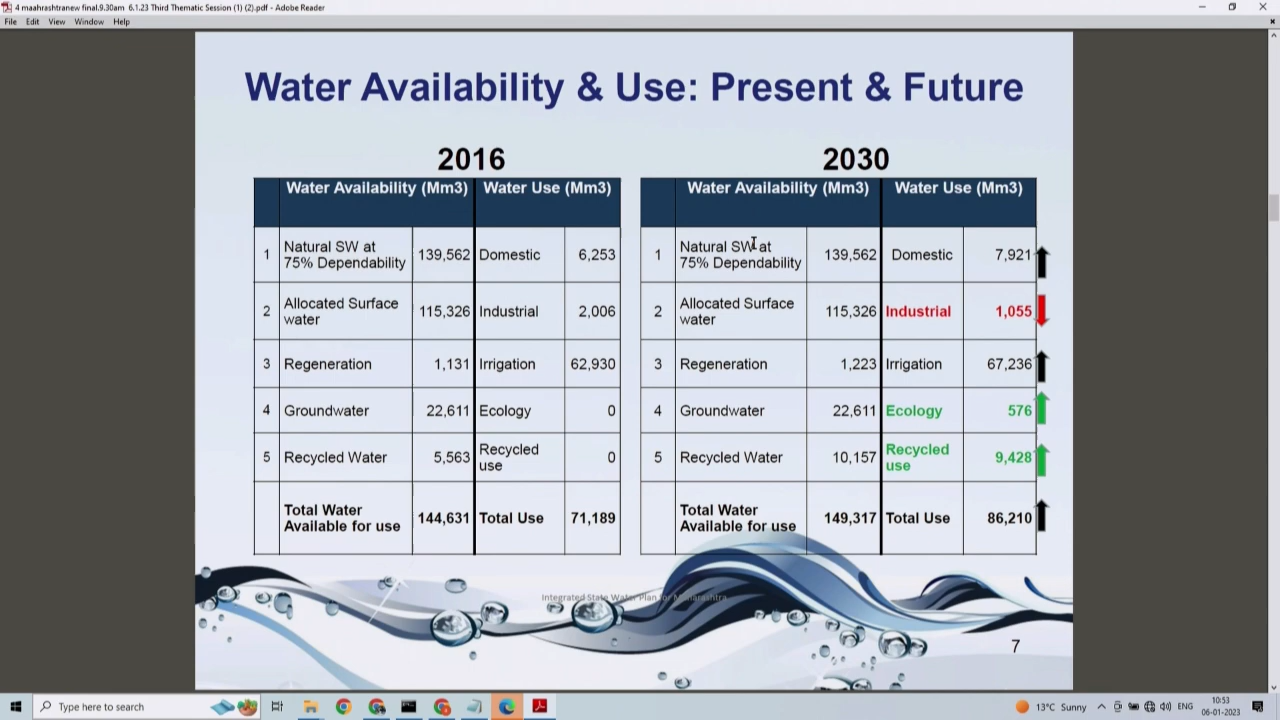 4 maahrashtranew final.9.30am 6.1.23 Third Thematic Session (1) (2).pdf - Adobe Reader
File Edit View Window Help
Water Availability & Use: Present & Future
2016
Water Availability (Mm3) Water Use (Mm3)
1 Natural SW at 75% Dependability 139,562 Domestic 6,253
2 Allocated Surface water 115,326 Industrial 2,006
3 Regeneration 1,131 Irrigation 62,930
4 Groundwater 22,611 Ecology 0
5 Recycled Water 5,563 Recycled use 0
Total Water Available for use 144,631 Total Use 71,189
2030
Water Availability (Mm3) Water Use (Mm3)
1 Natural SW at 75% Dependability 139,562 Domestic 7,921
2 Allocated Surface water 115,326 Industrial 1,055
3 Regeneration 1,223 Irrigation 67,236
4 Groundwater 22,611 Ecology 576
5 Recycled Water 10,157 Recycled use 9,428
Total Water Available for use 149,317 Total Use 86,210
Integrated State Water Plan for Maharashtra
7
Type here to search
13°C Sunny
ENG
10:53
06-01-2023